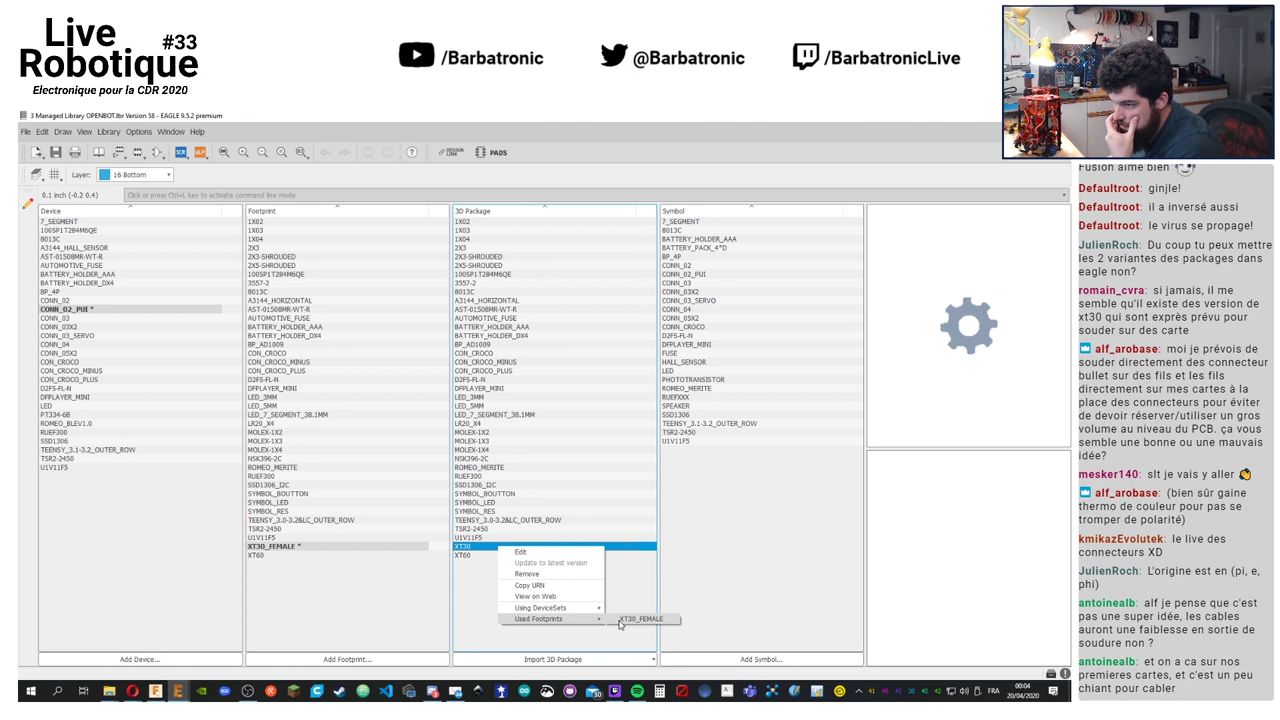 Live
Robotique #33
Electronique pour la CDR 2020
/Barbatronic
@Barbatronic
/BarbatronicLive
3 Managed Library OPENBOT.lbr Version 58 - EAGLE 9.5.2 premium
File Edit Draw View Library Options Window Help
DESIGN LINK
PADS
Layer: 16 Bottom
0.1 inch (-0.2 0.4)
Click or press Ctrl+L key to activate command line mode
Device
7_SEGMENT
100SP1T2B4M6QE
8013C
A3144_HALL_SENSOR
AST-01508MR-WT-R
AUTOMOTIVE_FUSE
BATTERY_HOLDER_AAA
BATTERY_HOLDER_DX4
BP_4P
CONN_02
CONN_02_PUI *
CONN_03
CONN_03X2
CONN_03_SERVO
CONN_04
CONN_05X2
CON_CROCO
CON_CROCO_MINUS
CON_CROCO_PLUS
D2FS-FL-N
DFPLAYER_MINI
LED
PT334-6B
ROMEO_BLEV1.0
RUEF300
SSD1306
TEENSY_3.1-3.2_OUTER_ROW
TSR2-2450
U1V11F5
Add Device...
Footprint
1X02
1X03
1X04
2X3
2X3-SHROUDED
2X5-SHROUDED
100SP1T2B4M6QE
3557-2
8013C
A3144_HORIZONTAL
AST-01508MR-WT-R
AUTOMOTIVE_FUSE
BATTERY_HOLDER_AAA
BATTERY_HOLDER_DX4
BP_AD1009
CON_CROCO
CON_CROCO_MINUS
CON_CROCO_PLUS
D2FS-FL-N
DFPLAYER_MINI
LED_3MM
LED_5MM
LED_7_SEGMENT_38.1MM
LR20_X4
MOLEX-1X2
MOLEX-1X3
MOLEX-1X4
NSK396-2C
ROMEO_MERITE
RUEF300
SSD1306_I2C
SYMBOL_BOUTTON
SYMBOL_LED
SYMBOL_RES
TEENSY_3.0-3.2&LC_OUTER_ROW
TSR2-2450
U1V11F5
XT30_FEMALE *
XT60
Add Footprint...
3D Package
1X02
1X03
1X04
2X3
2X3-SHROUDED
2X5-SHROUDED
100SP1T2B4M6QE
3557-2
8013C
A3144_HORIZONTAL
AST-01508MR-WT-R
AUTOMOTIVE_FUSE
BATTERY_HOLDER_AAA
BATTERY_HOLDER_DX4
BP_AD1009
CON_CROCO
CON_CROCO_MINUS
CON_CROCO_PLUS
D2FS-FL-N
DFPLAYER_MINI
LED_3MM
LED_5MM
LED_7_SEGMENT_38.1MM
LR20_X4
MOLEX-1X2
MOLEX-1X3
MOLEX-1X4
NSK396-2C
ROMEO_MERITE
RUEF300
SSD1306_I2C
SYMBOL_BOUTTON
SYMBOL_LED
SYMBOL_RES
TEENSY_3.0-3.2&LC_OUTER_ROW
TSR2-2450
U1V11F5
XT30
XT60
Edit
Update to latest version
Remove
Copy URN
View on Web
Using DeviceSets
Used Footprints
XT30_FEMALE
Import 3D Package
Symbol
7_SEGMENT
8013C
BATTERY_HOLDER_AAA
BATTERY_PACK_4*D
BP_4P
CONN_02
CONN_02_PUI
CONN_03
CONN_03X2
CONN_03_SERVO
CONN_04
CONN_05X2
CONN_CROCO
D2FS-FL-N
DFPLAYER_MINI
FUSE
HALL_SENSOR
LED
PHOTOTRANSISTOR
ROMEO_MERITE
RUEFXXX
SPEAKER
SSD1306
TEENSY_3.1-3.2_OUTER_ROW
TSR2-2450
U1V11F5
Add Symbol...
Fusion aime bien
Defaultroot: ginjle!
Defaultroot: il a inversé aussi
Defaultroot: le virus se propage!
JulienRoch: Du coup tu peux mettre
les 2 variantes des packages dans
eagle non?
romain_cvra: si jamais, il me
semble qu'il existe des version de
xt30 qui sont exprès prévu pour
souder sur des carte
alf_arobase: moi je prévois de
souder directement des connecteur
bullet sur des fils et les fils
directement sur mes cartes à la
place des connecteurs pour éviter
de devoir réserver/utiliser un gros
volume au niveau du PCB. ça vous
semble une bonne ou une mauvais
idée?
mesker140: slt je vais y aller
alf_arobase: (bien sûr gaine
thermo de couleur pour pas se
tromper de polarité)
kmikazEvolutek: le live des
connecteurs XD
JulienRoch: L'origine est en (pi, e,
phi)
antoinealb: alf je pense que c'est
pas une super idée, les cables
auront une faiblesse en sortie de
soudure non ?
antoinealb: et on a ca sur nos
premieres cartes, et c'est un peu
chiant pour cabler
FRA
00:04
20/04/2020